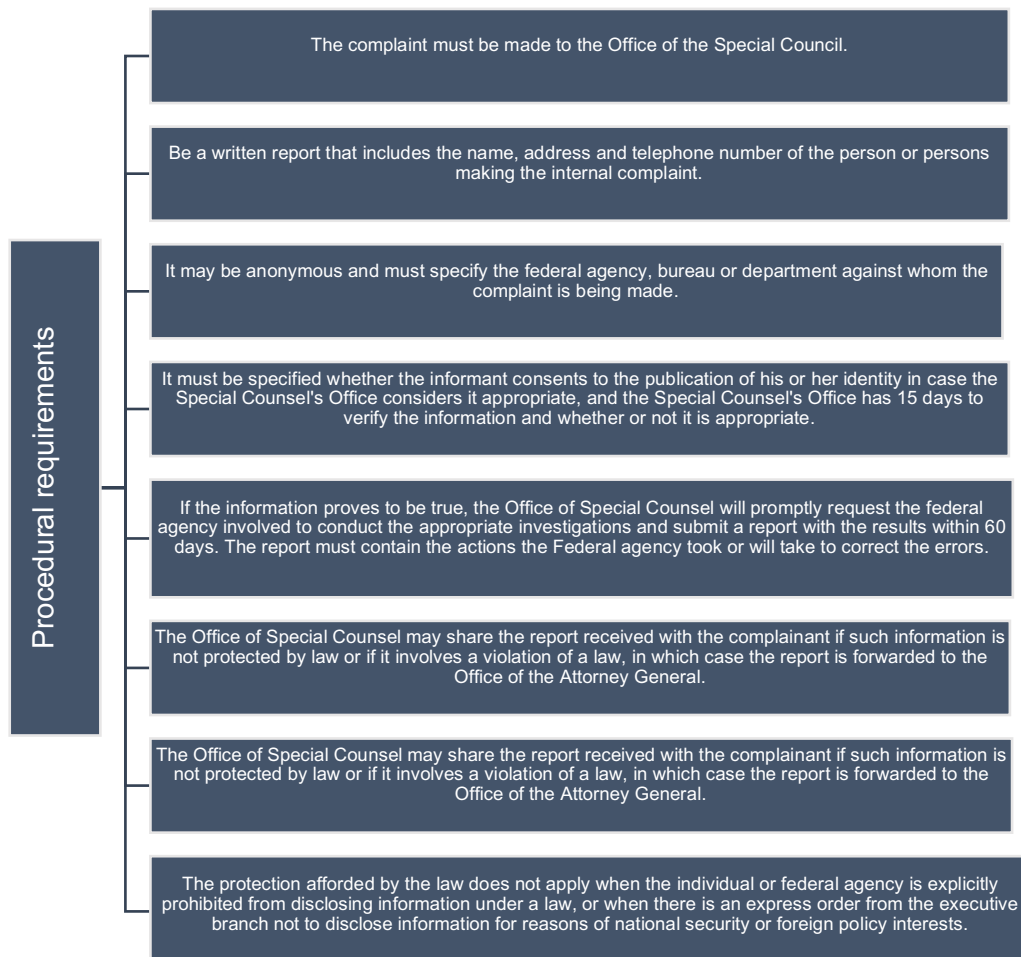 Procedural requirements
The complaint must be made to the Office of the Special Council.
Be a written report that includes the name, address and telephone number of the person or persons
making the internal complaint.
It may be anonymous and must specify the federal agency, bureau or department against whom the
complaint is being made.
It must be specified whether the informant consents to the publication of his or her identity in case the
Special Counsel's Office considers it appropriate, and the Special Counsel's Office has 15 days to
verify the information and whether or not it is appropriate.
If the information proves to be true, the Office of Special Counsel will promptly request the federal
agency involved to conduct the appropriate investigations and submit a report with the results within 60
days. The report must contain the actions the Federal agency took or will take to correct the errors.
The Office of Special Counsel may share the report received with the complainant if such information is
not protected by law or if it involves a violation of a law, in which case the report is forwarded to the
Office of the Attorney General.
The Office of Special Counsel may share the report received with the complainant if such information is
not protected by law or if it involves a violation of a law, in which case the report is forwarded to the
Office of the Attorney General.
The protection afforded by the law does not apply when the individual or federal agency is explicitly
prohibited from disclosing information under a law, or when there is an express order from the executive
branch not to disclose information for reasons of national security or foreign policy interests.